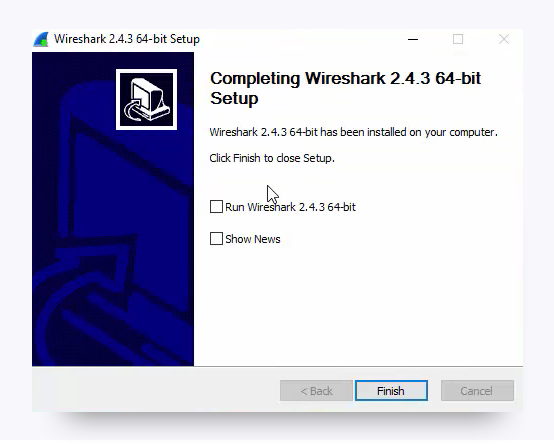 Wireshark 2.4.3 64-bit Setup
Completing Wireshark 2.4.3 64-bit
Setup
Wireshark 2.4.3 64-bit has been installed on your computer.
Click Finish to close Setup.
Run Wireshark 2.4.3 64-bit
Show News
< Back
Finish
Cancel